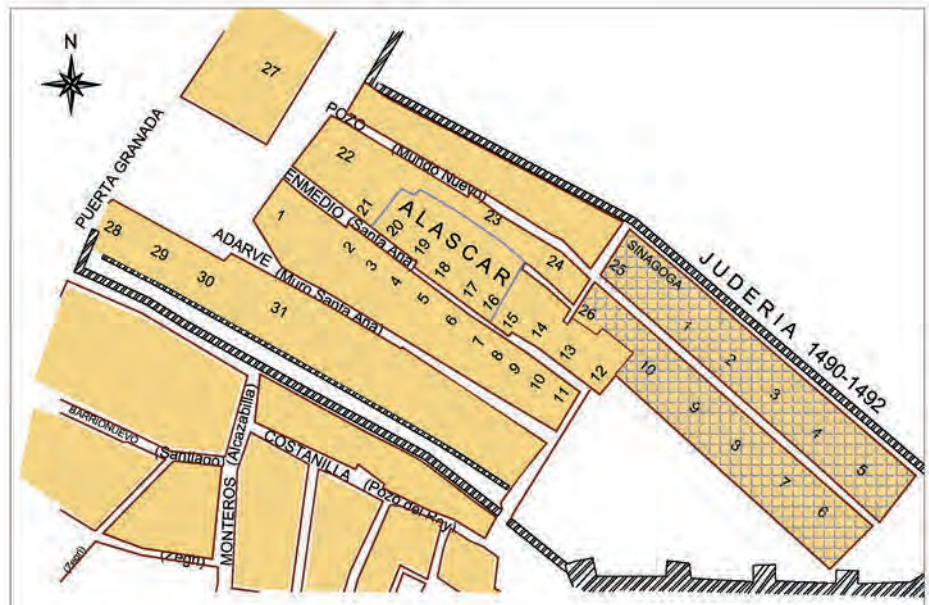 N
27
PUERTA GRANADA
POZO (Mundo Nuevo)
22
ENMEDIO (Santa Ana)
21
20
19
18
17
16
15
14
13
12
ALASCAR
23
24
1
2
3
4
5
6
7
8
9
10
11
28
29
30
31
ADARVE (Muro Santa Ana)
25
SINAGOGA
26
JUDERIA 1490-1492
1
2
3
4
5
10
9
8
7
6
BARRIONUEVO
(Santiago)
MONTEROS (Alcazabilla)
COSTANILLA (Pozo del Rey)
(Zegrí)
(Zegrí)